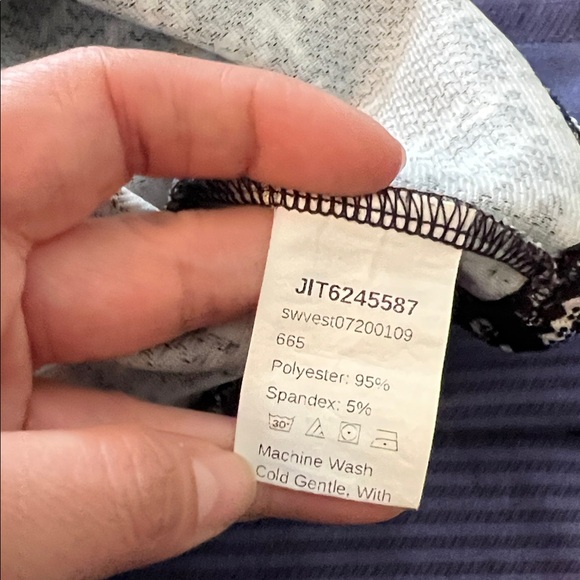 JIT6245587
swvest07200109
665
Polyester: 95%
Spandex: 5%
30°
Machine Wash
Cold Gentle, With